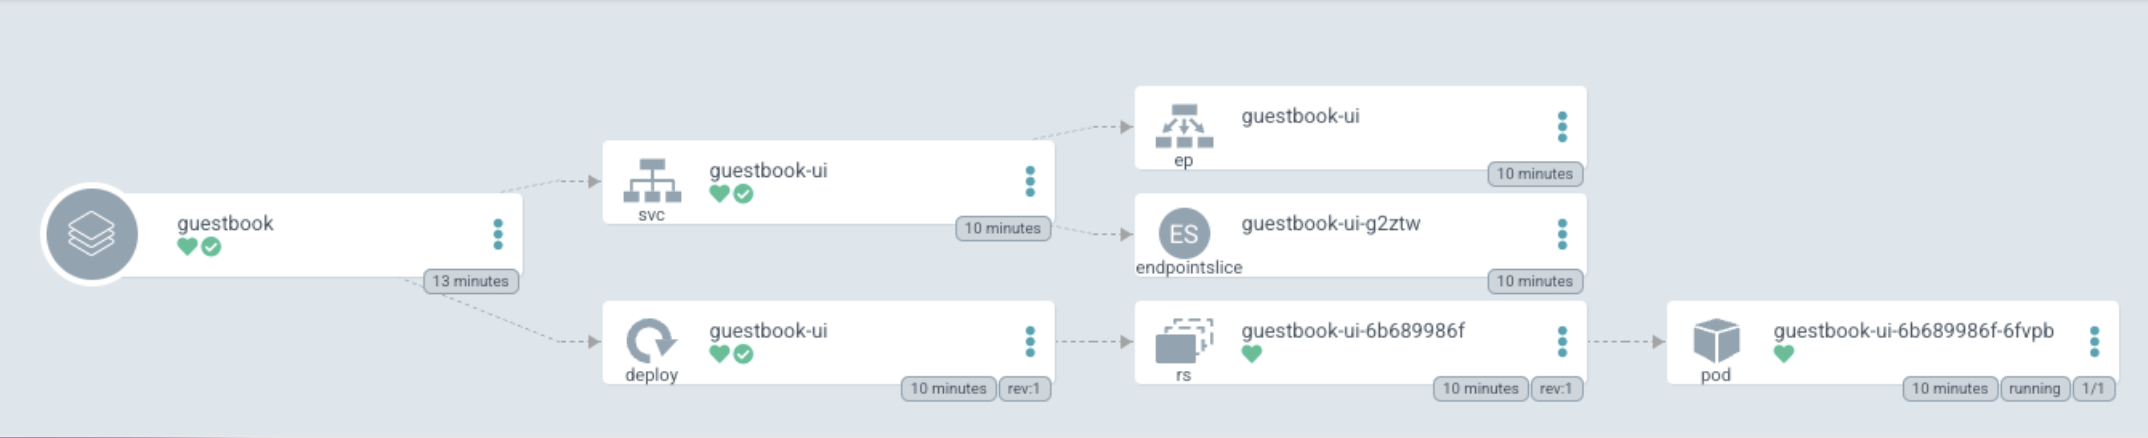 guestbook
13 minutes
guestbook-ui
svc
10 minutes
guestbook-ui
deploy
10 minutes rev:1
guestbook-ui
ep
10 minutes
ES
guestbook-ui-g2ztw
endpointslice
10 minutes
guestbook-ui-6b689986f
rs
10 minutes rev:1
guestbook-ui-6b689986f-6fvpb
pod
10 minutes running 1/1